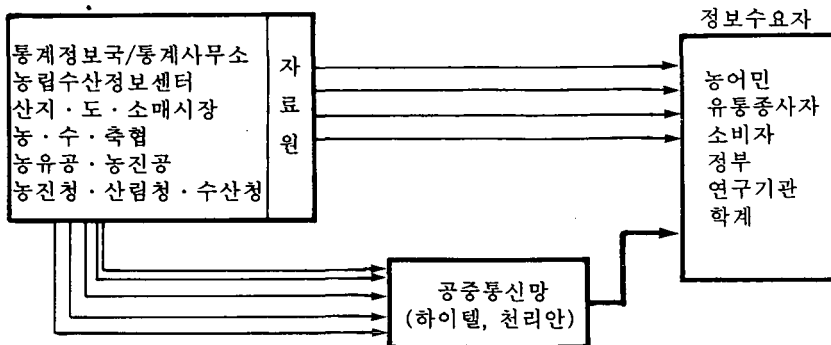 통계정보국/통계사무소
농림수산정보센터
산지·도·소매시장
농·수·축협
농유공·농진공
농진청·산림청·수산청
자
료
원
정보수요자
농어민
유통종사자
소비자
정부
연구기관
학계
공중통신망
(하이텔, 천리안)